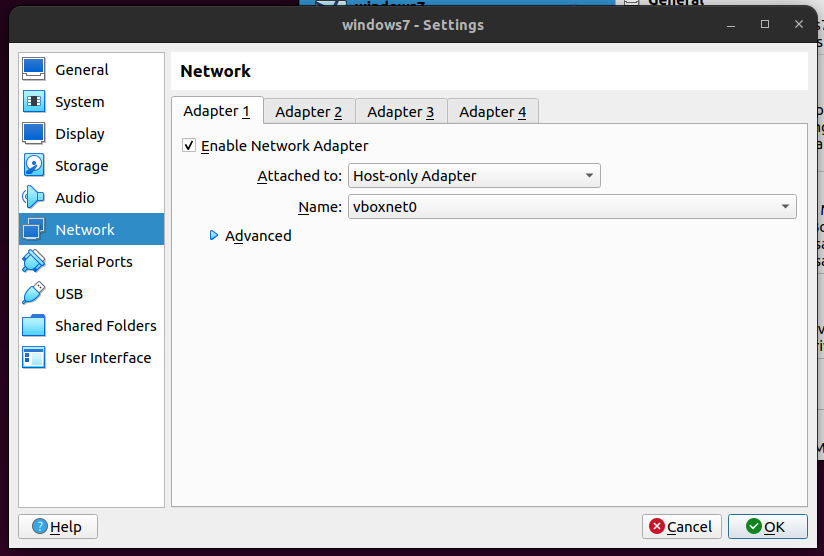 windows7 - Settings
General
System
Display
Storage
Audio
Network
Serial Ports
USB
Shared Folders
User Interface
Network
Adapter 1 Adapter 2 Adapter 3 Adapter 4
Enable Network Adapter
Attached to: Host-only Adapter
Name: vboxnet0
Advanced
Help Cancel OK